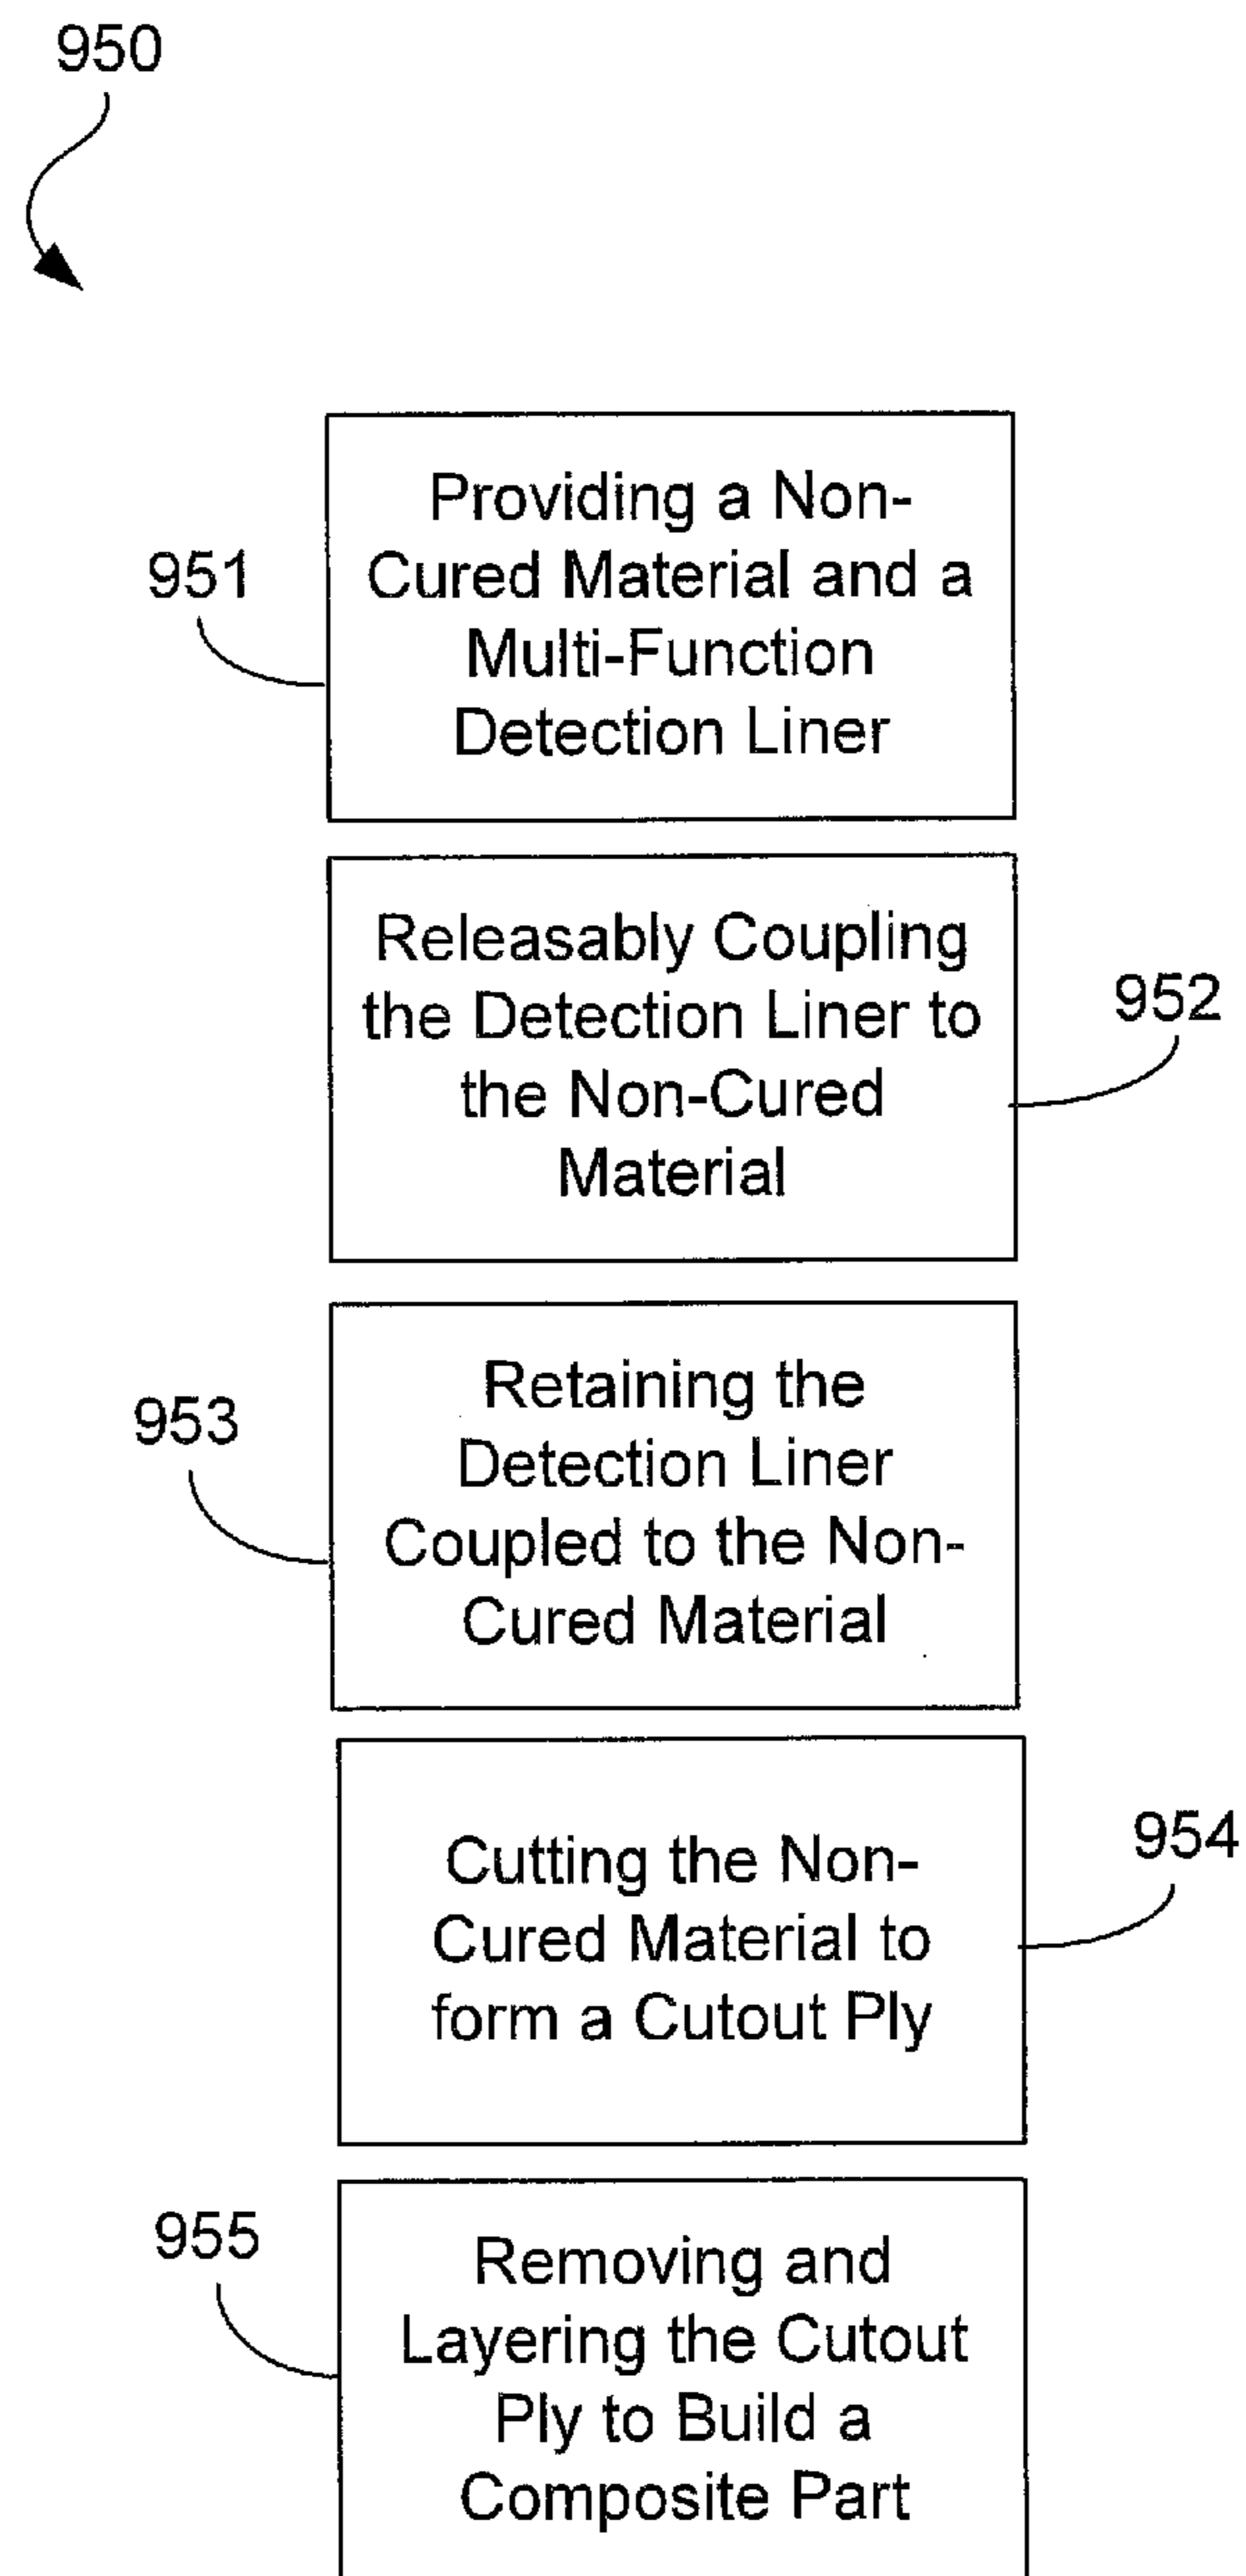 950
951
Providing a Non-
Cured Material and a
Multi-Function
Detection Liner
Releasably Coupling
the Detection Liner to
the Non-Cured
Material
952
953
Retaining the
Detection Liner
Coupled to the Non-
Cured Material
Cutting the Non-
Cured Material to
form a Cutout Ply
954
955
Removing and
Layering the Cutout
Ply to Build a
Composite Part